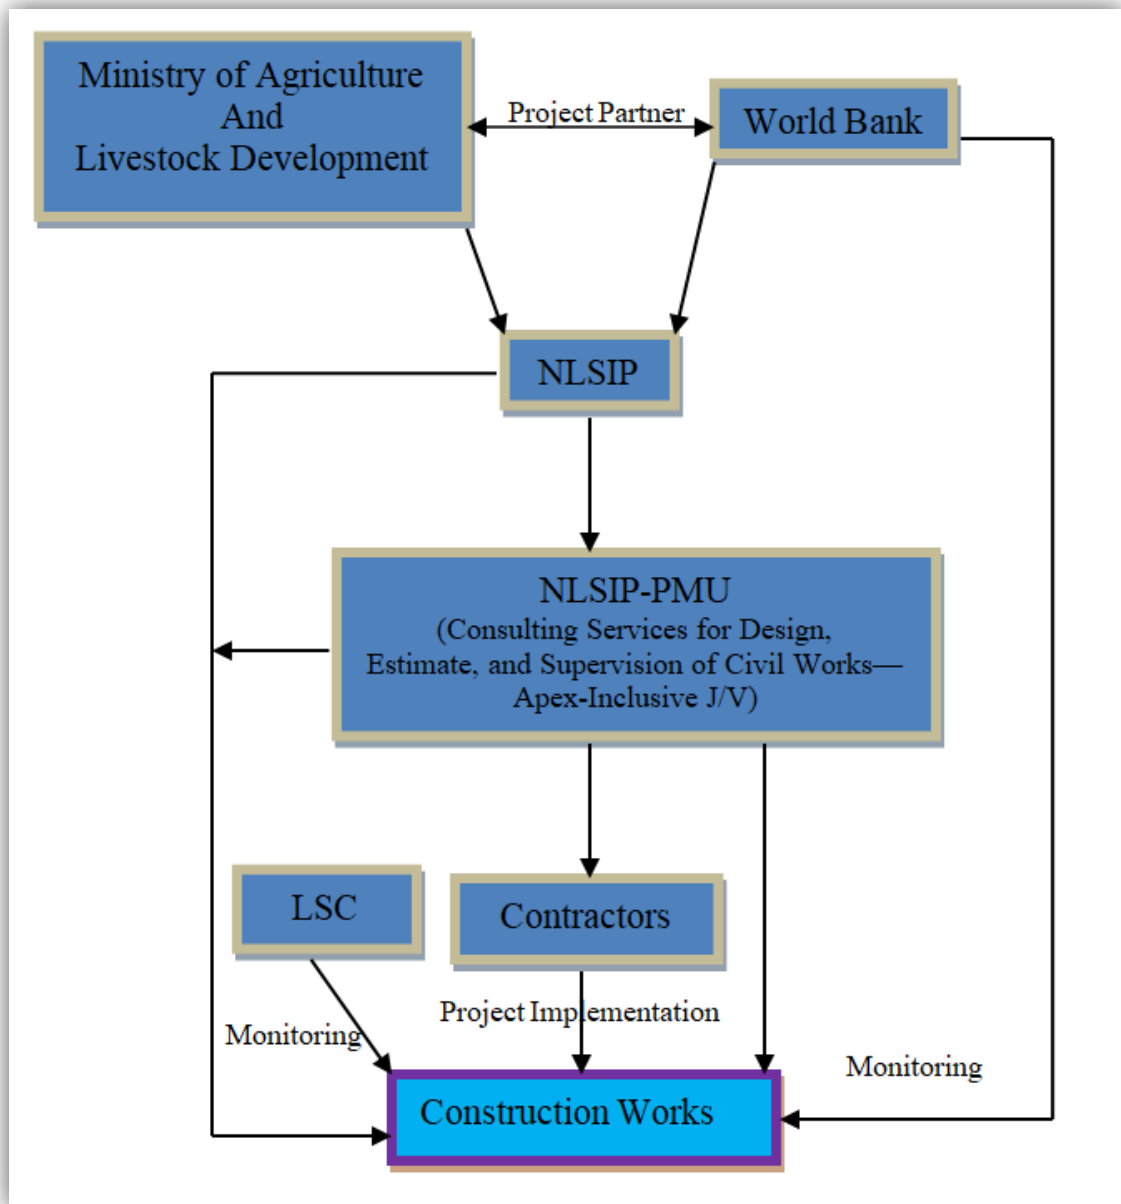 Ministry of Agriculture
And
Livestock Development
Project Partner
World Bank
NLSIP
NLSIP-PMU
(Consulting Services for Design,
Estimate, and Supervision of Civil Works—
Apex-Inclusive J/V)
LSC
Contractors
Monitoring
Project Implementation
Monitoring
Construction Works